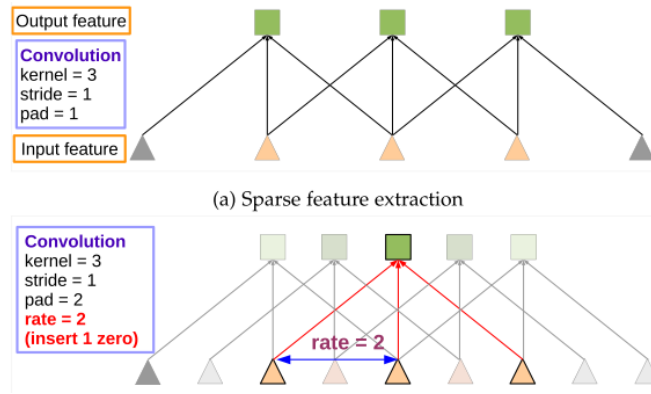 Output feature
Convolution
kernel = 3
stride = 1
pad = 1
Input feature
(a) Sparse feature extraction
Convolution
kernel = 3
stride = 1
pad = 2
rate = 2
(insert 1 zero)
rate = 2